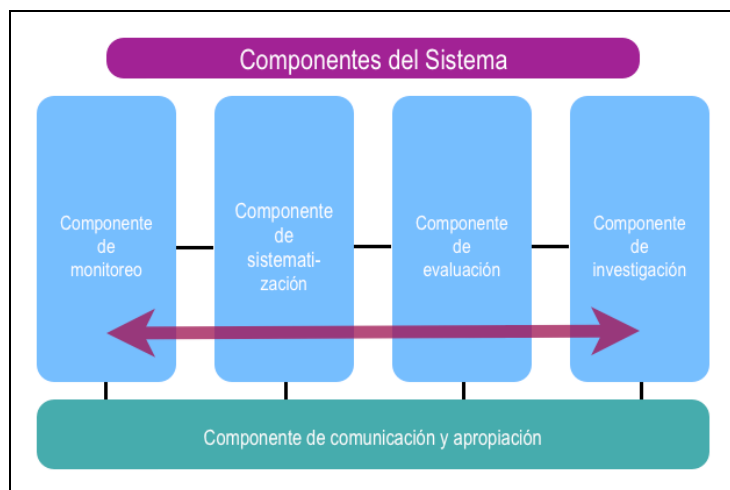 Componentes del Sistema
Componente
de
monitoreo
Componente
de
sistemati-
zación
Componente
de
evaluación
Componente
de
investigación
Componente de comunicación y apropiación